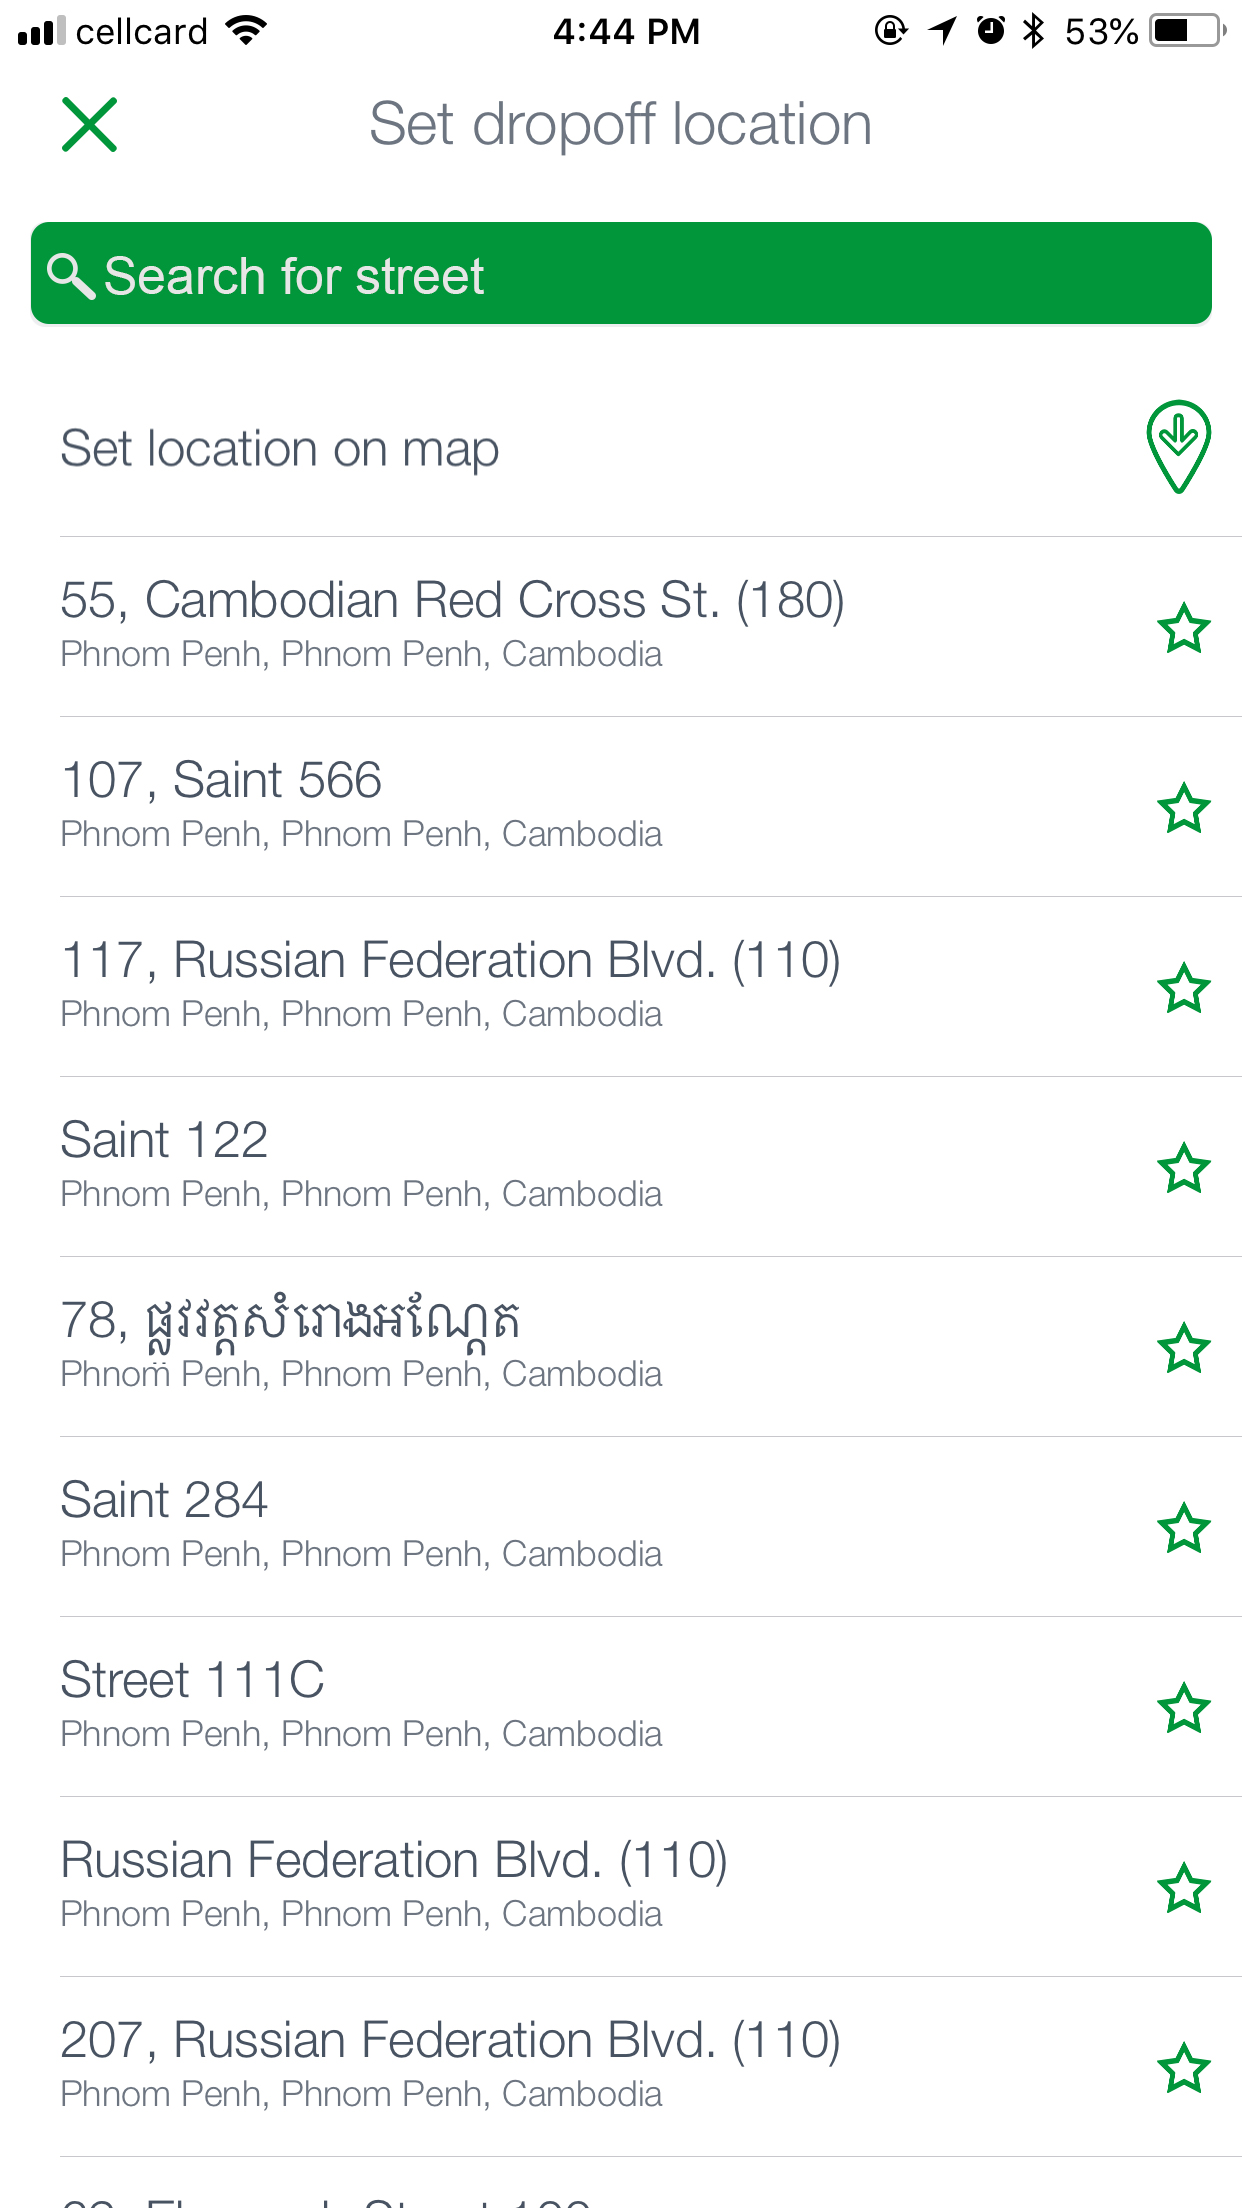 cellcard
4:44 PM
53%
Set dropoff location
Search for street
Set location on map
55, Cambodian Red Cross St. (180)
Phnom Penh, Phnom Penh, Cambodia
107, Saint 566
Phnom Penh, Phnom Penh, Cambodia
117, Russian Federation Blvd. (110)
Phnom Penh, Phnom Penh, Cambodia
Saint 122
Phnom Penh, Phnom Penh, Cambodia
78, ផ្លូវវត្តសំរោងអណ្តែត
Phnom Penh, Phnom Penh, Cambodia
Saint 284
Phnom Penh, Phnom Penh, Cambodia
Street 111C
Phnom Penh, Phnom Penh, Cambodia
Russian Federation Blvd. (110)
Phnom Penh, Phnom Penh, Cambodia
207, Russian Federation Blvd. (110)
Phnom Penh, Phnom Penh, Cambodia